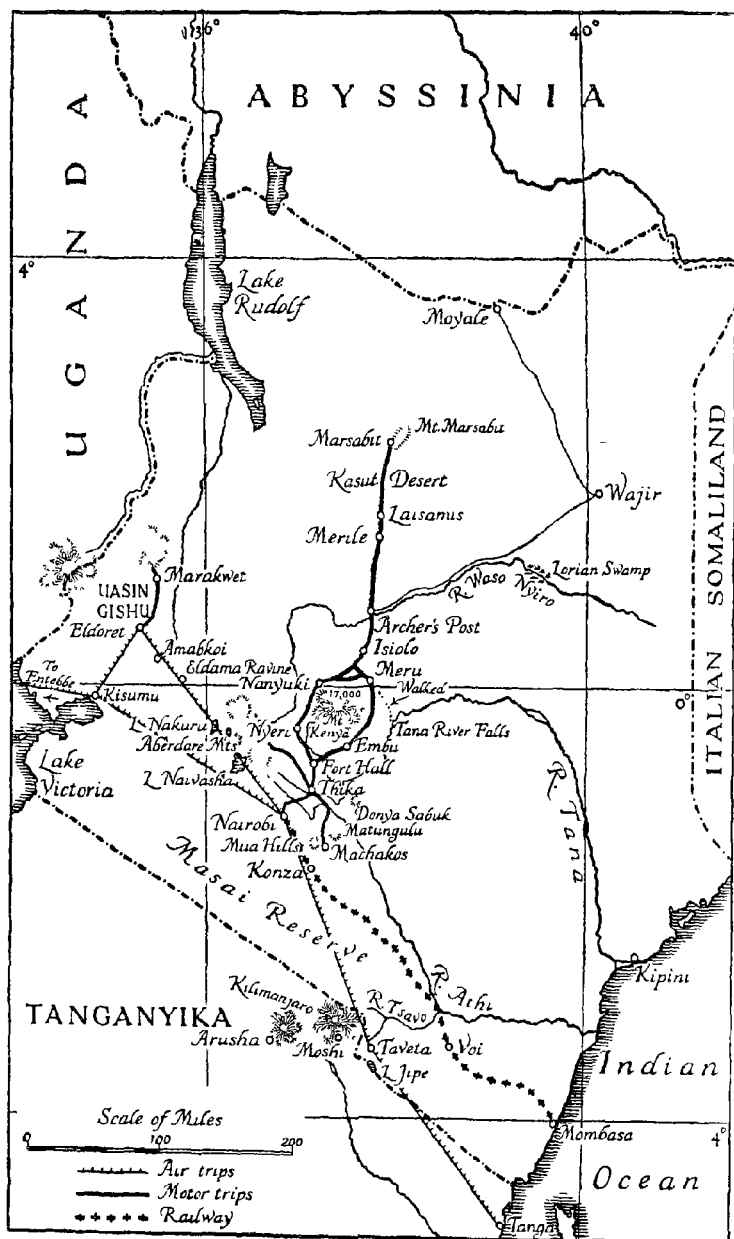 36°
40°
ABYSSINIA
UGANDA
4°
Lake
Rudolf
Moyale
Marsabit
Mt. Marsabit
Kasut Desert
Wajir
Laisamis
Merile
ITALIAN SOMALILAND
Lorian Swamp
R. Waso Nyiro
Marakwet
UASIN
GISHU
Archer's Post
Eldoret
Isiolo
Amabkoi
Eldama Ravine
Meru
To
Entebbe
Nanyuki
Walked
Kisumu
17,000
0°
Mt
Kenya
L. Nakuru
Nyeri
Tana River Falls
Aberdare Mts
Embu
Lake
Victoria
Fort Hall
L. Naivasha
Thika
R. Tana
Donya Sabuk
Nairobi
Matungulu
Mua Hills
Machakos
Konza
Masai Reserve
Kipini
R. Athi
Kilimanjaro
R. Tsavo
TANGANYIKA
Arusha
Moshi
Taveta
Voi
Indian
Ocean
L. Jipe
Scale of Miles
0 100 200
Mombasa
4°
Air trips
Motor trips
Railway
Tanga